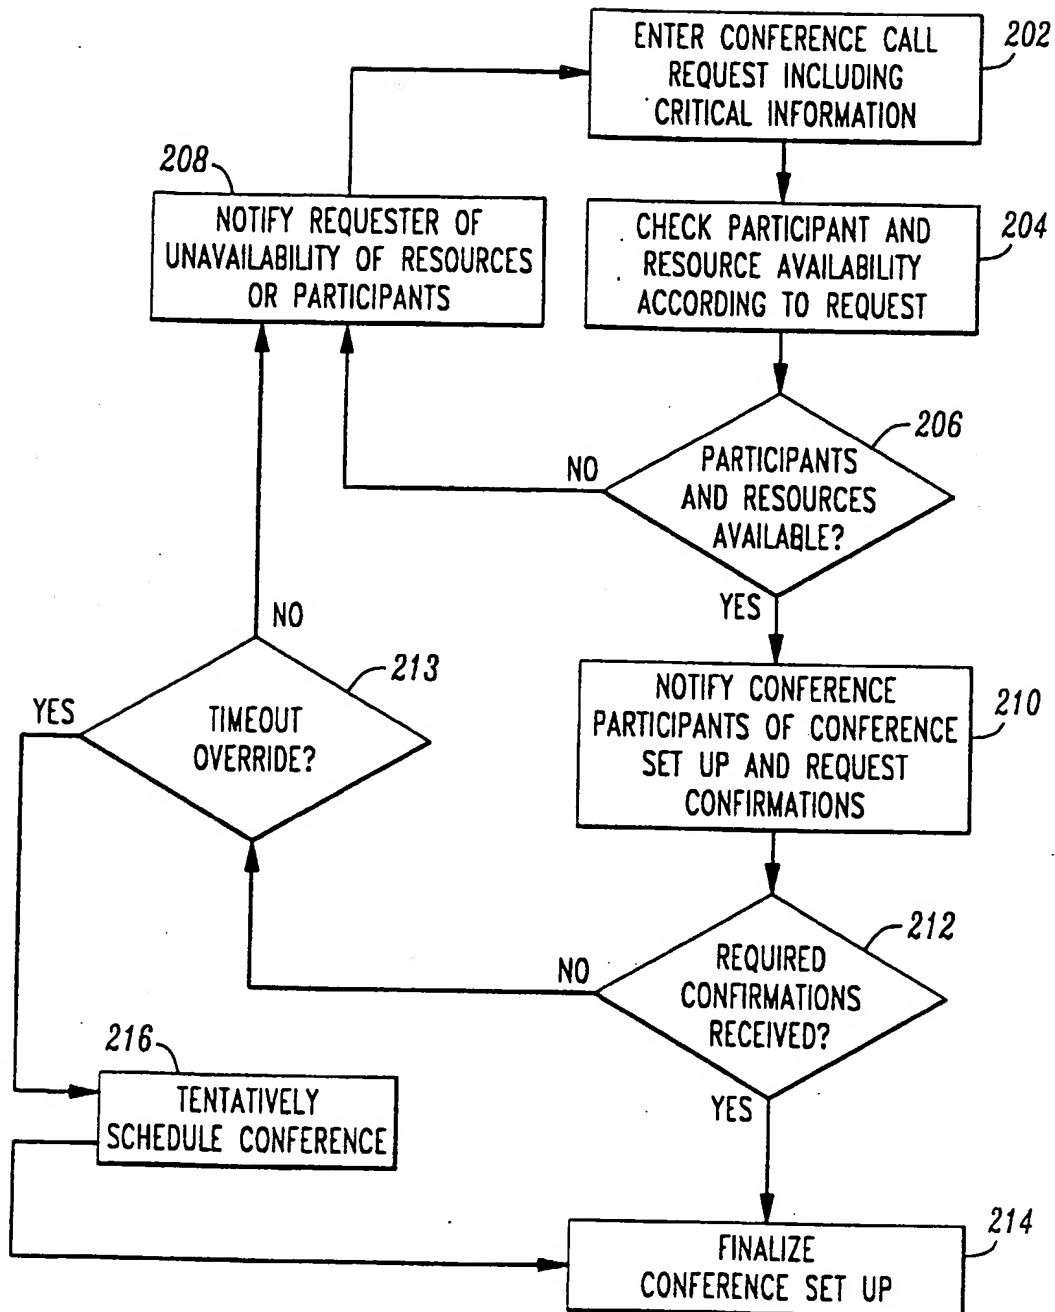 ENTER CONFERENCE CALL
REQUEST INCLUDING
CRITICAL INFORMATION
202
208
NOTIFY REQUESTER OF
UNAVAILABILITY OF RESOURCES
OR PARTICIPANTS
CHECK PARTICIPANT AND
RESOURCE AVAILABILITY
ACCORDING TO REQUEST
204
206
NO
PARTICIPANTS
AND RESOURCES
AVAILABLE?
YES
NO
213
YES
TIMEOUT
OVERRIDE?
NOTIFY CONFERENCE
PARTICIPANTS OF CONFERENCE
SET UP AND REQUEST
CONFIRMATIONS
210
212
NO
REQUIRED
CONFIRMATIONS
RECEIVED?
YES
216
TENTATIVELY
SCHEDULE CONFERENCE
214
FINALIZE
CONFERENCE SET UP